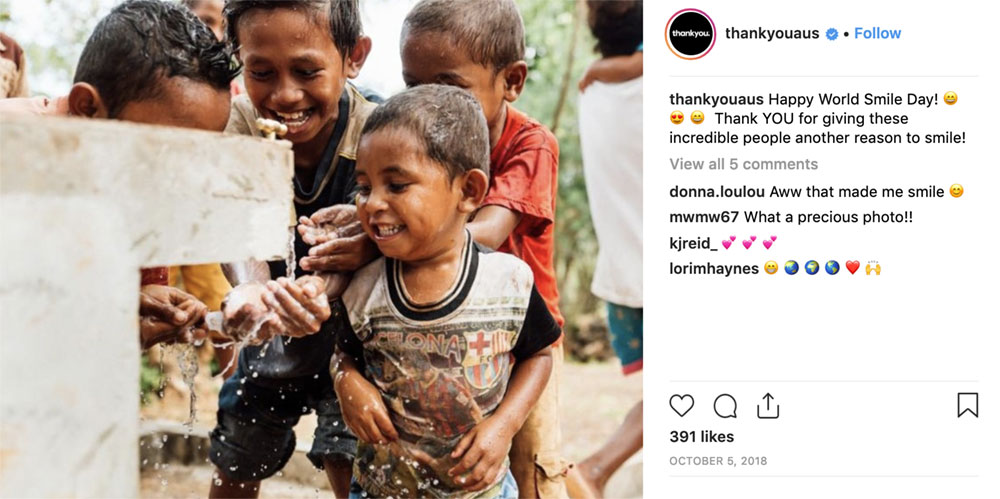 thankyou.
thankyouaus • Follow
thankyouaus Happy World Smile Day! 😀
😍 😀 Thank YOU for giving these
incredible people another reason to smile!
View all 5 comments
donna.loulou Aww that made me smile 😊
mwmw67 What a precious photo!!
kjreid_ 💕 💕 💕
lorimhaynes 😁 🌏 🌍 🌎 ❤️ 🙌
391 likes
OCTOBER 5, 2018
CELONA